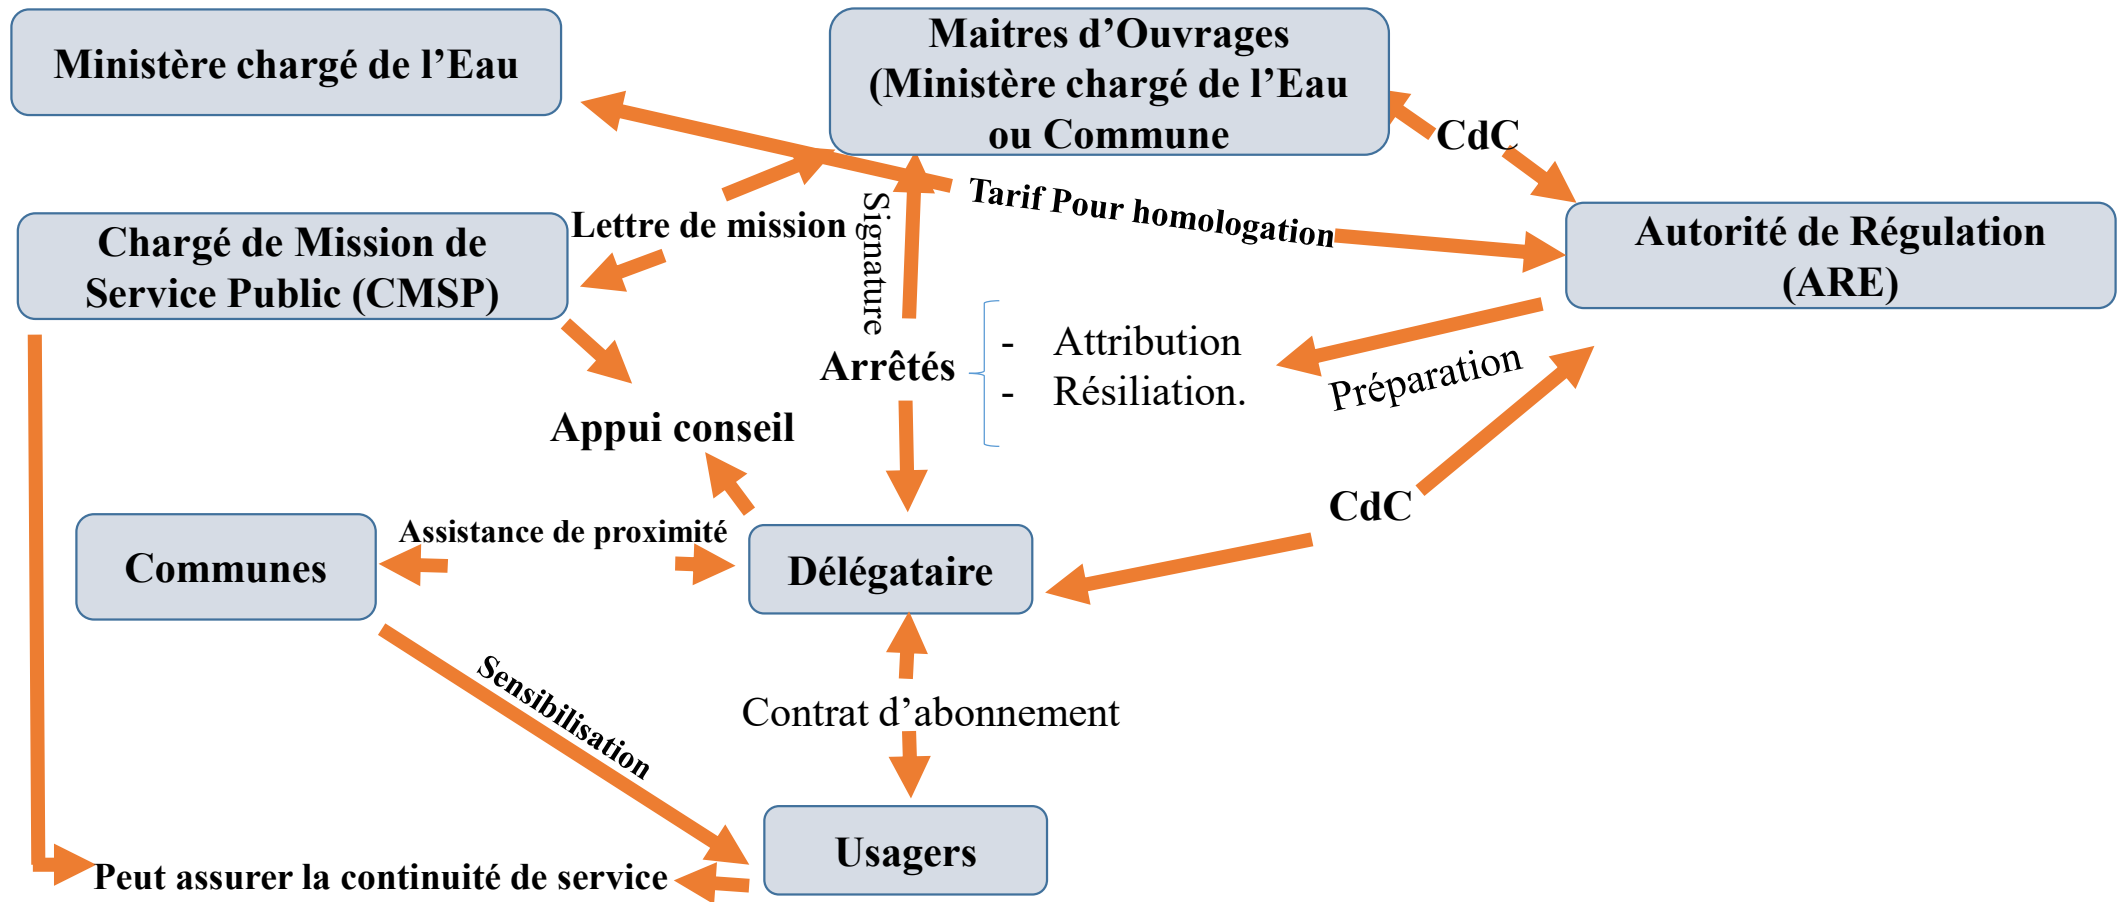 Ministère chargé de l’Eau
Maitres d’Ouvrages
(Ministère chargé de l’Eau
ou Commune
CdC
Tarif Pour homologation
Lettre de mission
Signature
Chargé de Mission de
Service Public (CMSP)
Autorité de Régulation
(ARE)
Arrêtés
- Attribution
- Résiliation.
Préparation
Appui conseil
CdC
Assistance de proximité
Communes
Délégataire
Sensibilisation
Contrat d’abonnement
Usagers
Peut assurer la continuité de service